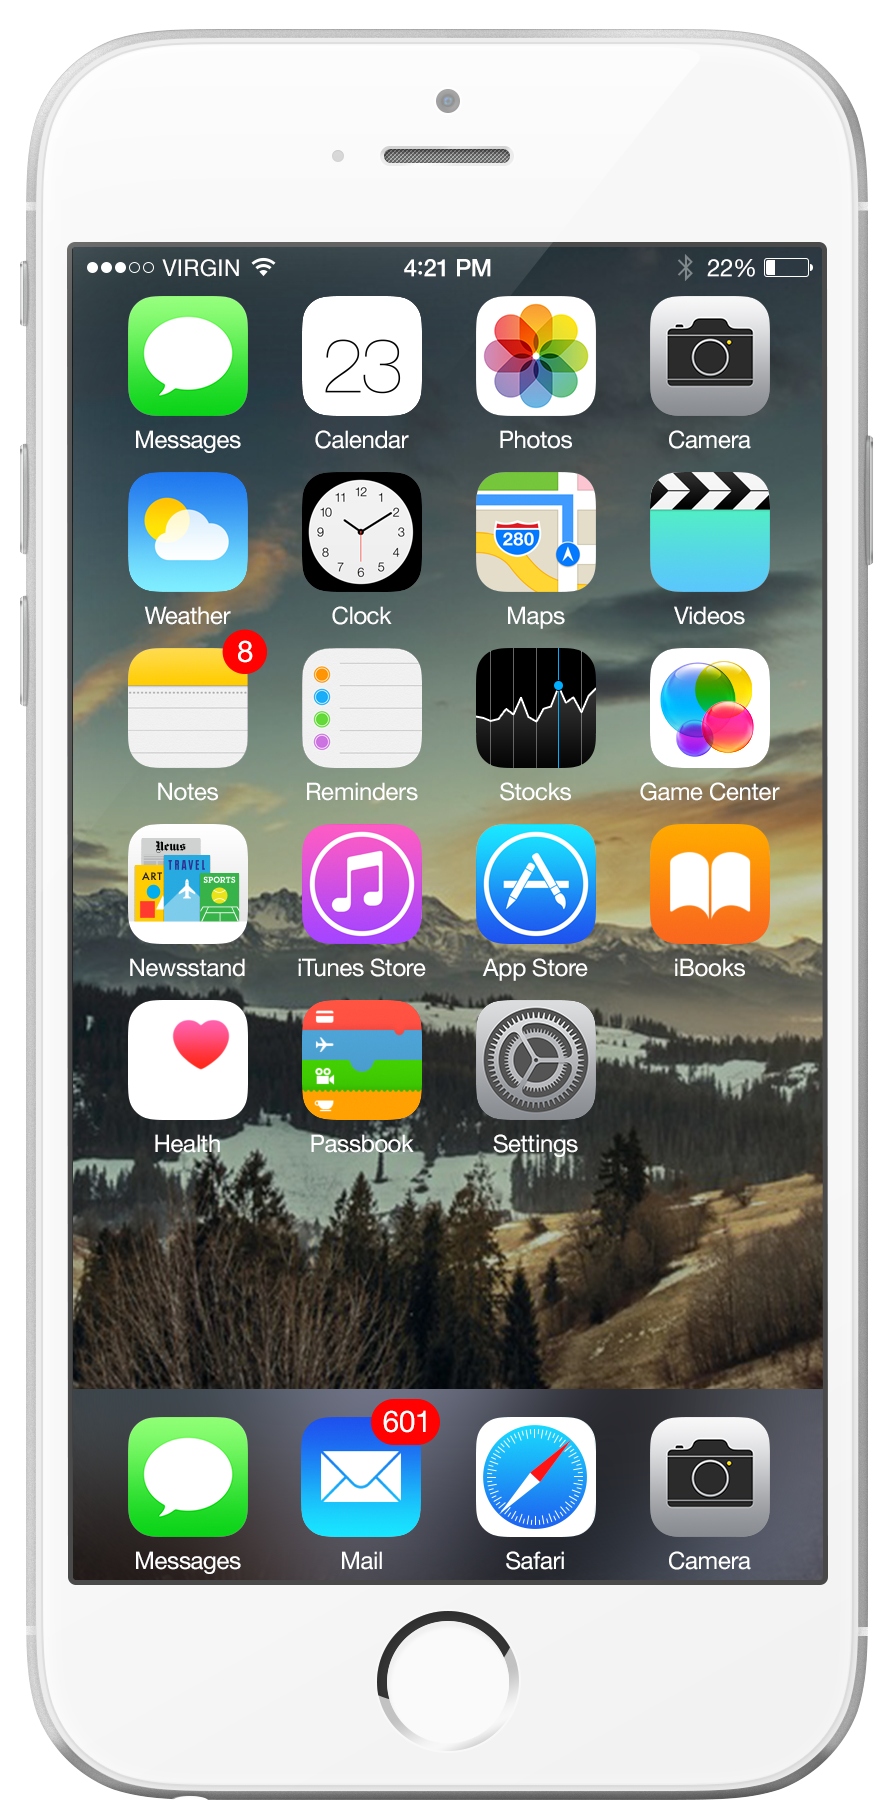 VIRGIN 4:21 PM 22%
23
Messages Calendar Photos Camera
12
11 1
10 2
9 3
8 4
7 5
6
280
Weather Clock Maps Videos
8
Notes Reminders Stocks Game Center
News
TRAVEL
ART SPORTS
Newsstand iTunes Store App Store iBooks
Health Passbook Settings
601
Messages Mail Safari Camera